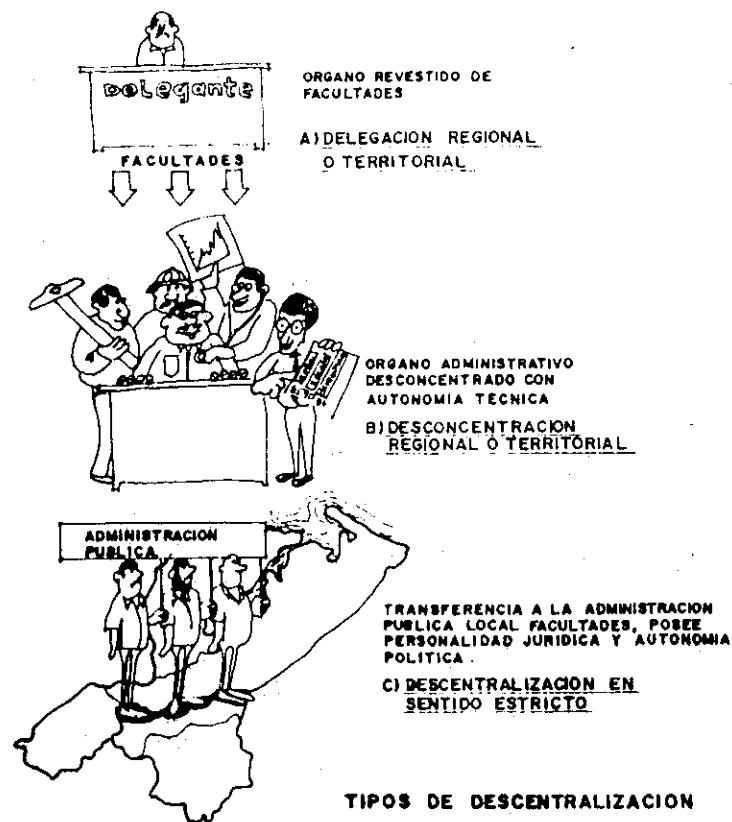 DELegante
ORGANO REVESTIDO DE
FACULTADES
A) DELEGACION REGIONAL
O TERRITORIAL
FACULTADES
ORGANO ADMINISTRATIVO
DESCONCENTRADO CON
AUTONOMIA TECNICA
B) DESCONCENTRACION
REGIONAL O TERRITORIAL
ADMINISTRACION
PUBLICA
TRANSFERENCIA A LA ADMINISTRACION
PUBLICA LOCAL FACULTADES, POSEE
PERSONALIDAD JURIDICA Y AUTONOMIA
POLITICA.
C) DESCENTRALIZACION EN
SENTIDO ESTRICTO
TIPOS DE DESCENTRALIZACION